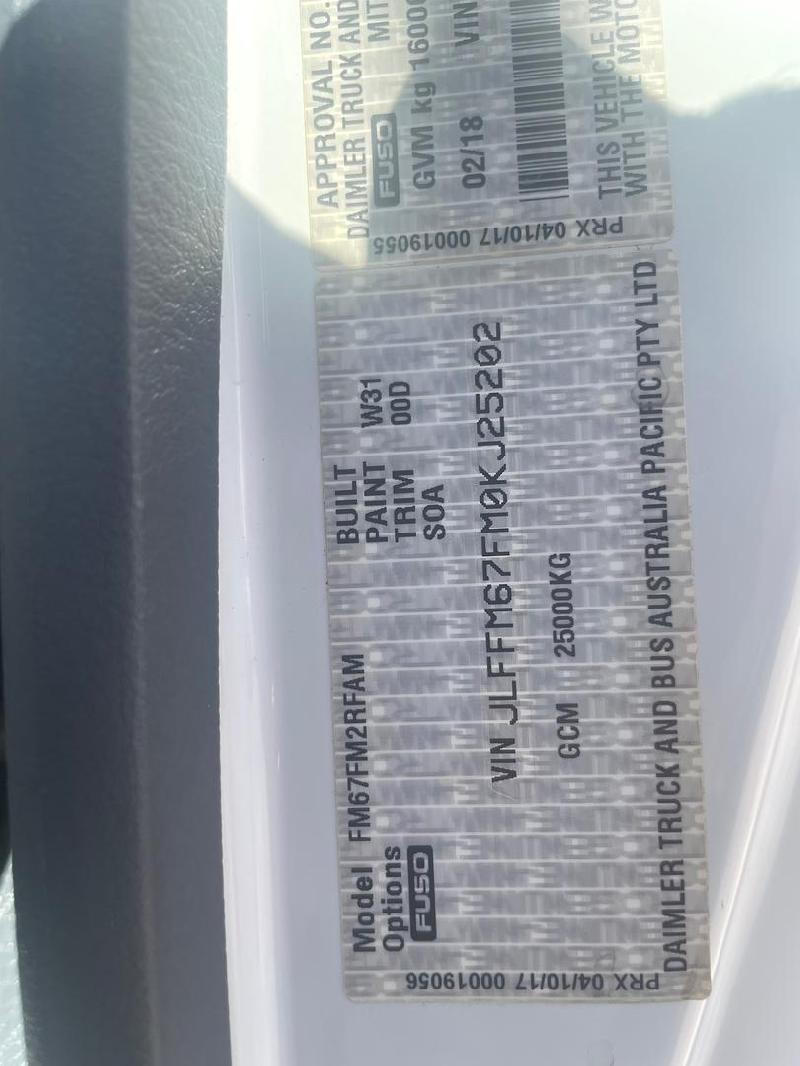 APPROVAL NO.
DAIMLER TRUCK AND
MIT
FUSO
GVM kg 1600
02/18 VIN
THIS VEHICLE W
WITH THE MOTO
PRX 04/10/17 00019055
Model FM67FM2RFAM BUILT
Options PAINT W31
TRIM 00D
SOA
FUSO
VIN JLFFM67FM0KJ25202
GCM 25000KG
DAIMLER TRUCK AND BUS AUSTRALIA PACIFIC PTY LTD
PRX 04/10/17 00019056